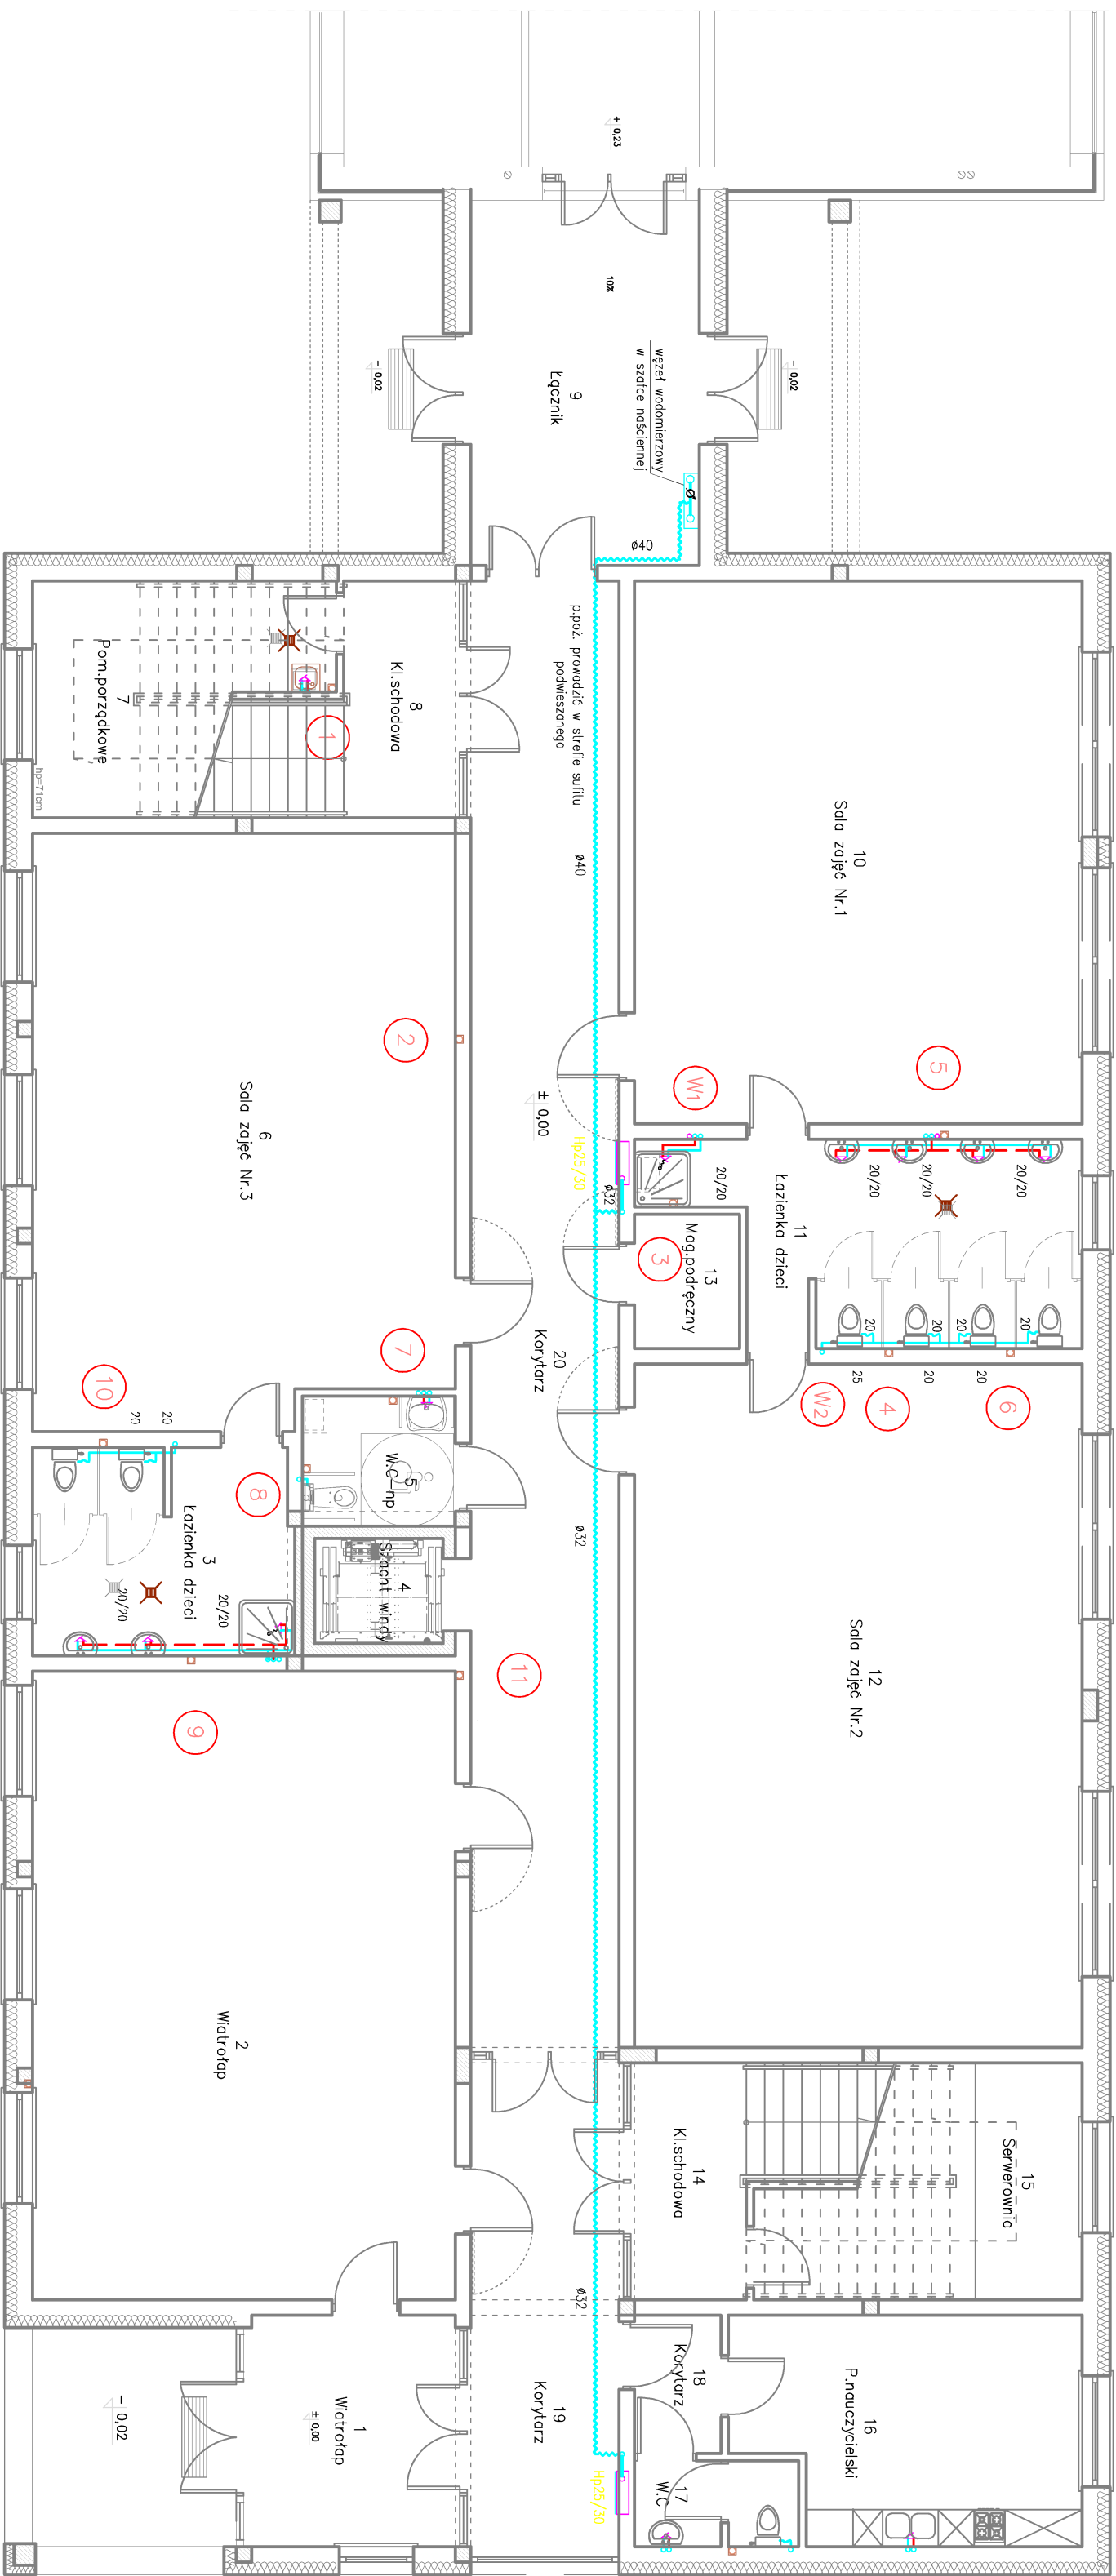 + 0,23
10%
- 0,02
- 0,02
9
Łącznik
węzeł wodomierzowy
w szafce naściennej
ø40
p.poż. prowadzić w strefie sufitu
podwieszanego
ø40
8
Kl.schodowa
7
Pom.porządkowe
hp=71cm
1
10
Sala zajęć Nr.1
5
W1
2
6
Sala zajęć Nr.3
± 0,00
Hp25/30
ø32
20/20
20/20
20/20
20/20
11
Łazienka dzieci
13
Mag.podręczny
3
20
20
20
20
20
Korytarz
7
10
W2
4
6
25
20
20
20
20
5
W.C-np
8
3
Łazienka dzieci
4
Szacht windy
20/20
20/20
ø32
12
Sala zajęć Nr.2
11
9
2
Wiatrołap
14
Kl.schodowa
15
Serwerownia
ø32
18
Korytarz
16
P.nauczycielski
19
Korytarz
1
Wiatrołap
± 0,00
- 0,02
17
W.C
Hp25/30